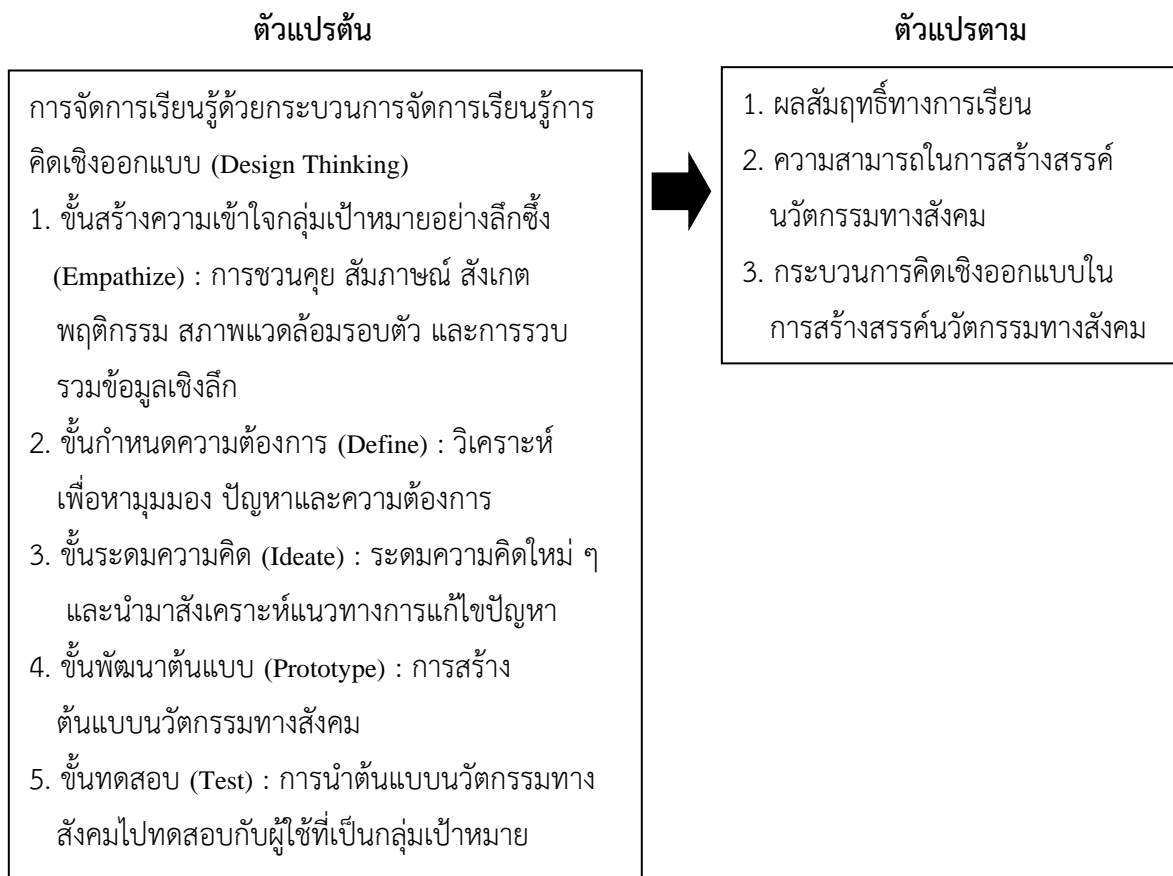 ตัวแปรต้น
การจัดการเรียนรู้ด้วยกระบวนการจัดการเรียนรู้การ
คิดเชิงออกแบบ (Design Thinking)
1. ขั้นสร้างความเข้าใจกลุ่มเป้าหมายอย่างลึกซึ้ง
(Empathize) : การชวนคุย สัมภาษณ์ สังเกต
พฤติกรรม สภาพแวดล้อมรอบตัว และการรวบ
รวมข้อมูลเชิงลึก
2. ขั้นกำหนดความต้องการ (Define) : วิเคราะห์
เพื่อหามุมมอง ปัญหาและความต้องการ
3. ขั้นระดมความคิด (Ideate) : ระดมความคิดใหม่ ๆ
และนำมาสังเคราะห์แนวทางการแก้ไขปัญหา
4. ขั้นพัฒนาต้นแบบ (Prototype) : การสร้าง
ต้นแบบนวัตกรรมทางสังคม
5. ขั้นทดสอบ (Test) : การนำต้นแบบนวัตกรรมทาง
สังคมไปทดสอบกับผู้ใช้ที่เป็นกลุ่มเป้าหมาย
ตัวแปรตาม
1. ผลสัมฤทธิ์ทางการเรียน
2. ความสามารถในการสร้างสรรค์
นวัตกรรมทางสังคม
3. กระบวนการคิดเชิงออกแบบใน
การสร้างสรรค์นวัตกรรมทางสังคม